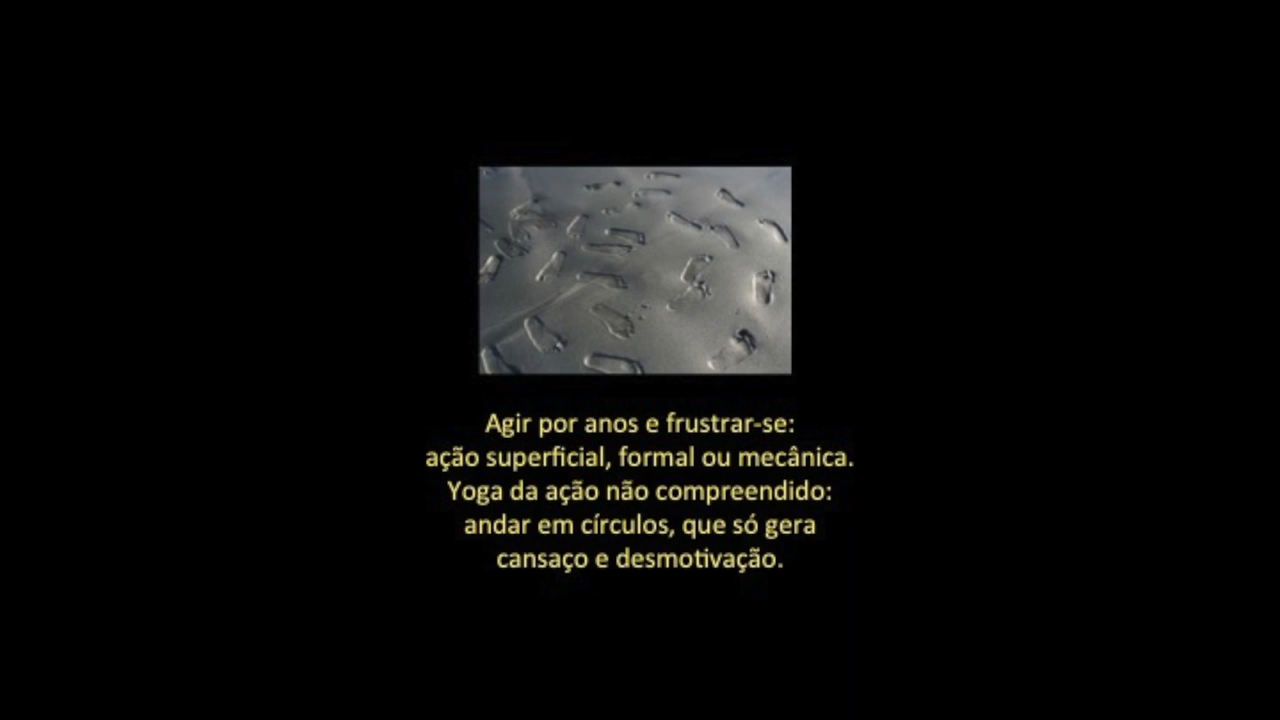 Agir por anos e frustrar-se:
ação superficial, formal ou mecânica.
Yoga da ação não compreendido:
andar em círculos, que só gera
cansaço e desmotivação.